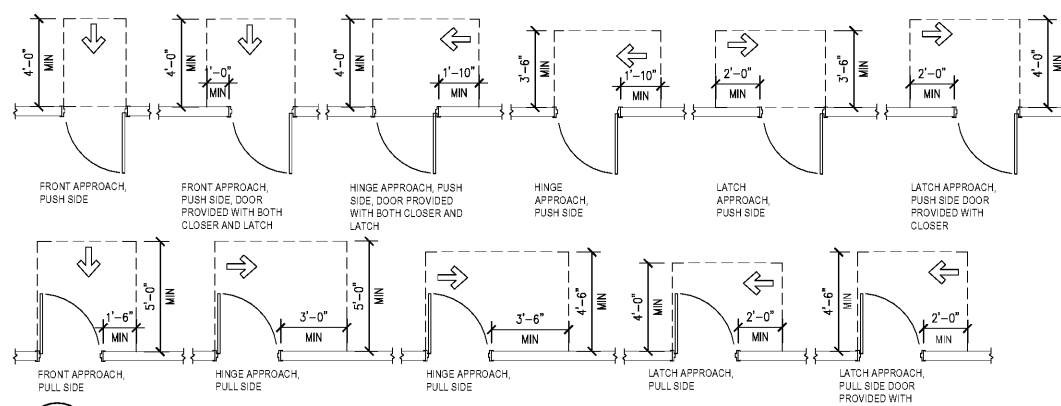 4'-0" MIN
FRONT APPROACH,
PUSH SIDE
4'-0" MIN
1'-0"
MIN
FRONT APPROACH,
PUSH SIDE, DOOR
PROVIDED WITH BOTH
CLOSER AND LATCH
4'-0" MIN
1'-10"
MIN
HINGE APPROACH, PUSH
SIDE, DOOR PROVIDED
WITH BOTH CLOSER AND
LATCH
3'-6" MIN
1'-10"
MIN
HINGE
APPROACH,
PUSH SIDE
2'-0"
MIN
3'-6" MIN
LATCH
APPROACH,
PUSH SIDE
2'-0"
MIN
4'-0" MIN
LATCH APPROACH,
PUSH SIDE DOOR
PROVIDED WITH
CLOSER
1'-6"
MIN
5'-0" MIN
FRONT APPROACH,
PULL SIDE
3'-0"
MIN
5'-0" MIN
HINGE APPROACH,
PULL SIDE
3'-6"
MIN
4'-6" MIN
HINGE APPROACH,
PULL SIDE
4'-0" MIN
2'-0"
MIN
LATCH APPROACH,
PULL SIDE
4'-6" MIN
2'-0"
MIN
LATCH APPROACH,
PULL SIDE DOOR
PROVIDED WITH